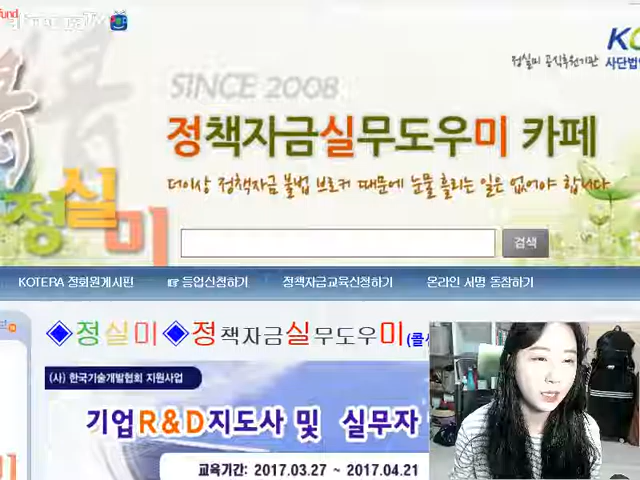 SINCE 2008
정실미 공식후원기관
정책자금실무도우미 카페
더이상 정책자금 불법 브로커 때문에 눈물 흘리는 일은 없어야 합니다
정실미
검색
KOTERA 정회원게시판 ☞ 등업신청하기 정책자금교육신청하기 온라인 서명 동참하기
◈정실미◈정책자금실무도우미
(사) 한국기술개발협회 지원사업
기업R&D지도사 및 실무자
교육기간: 2017.03.27 ~ 2017.04.21